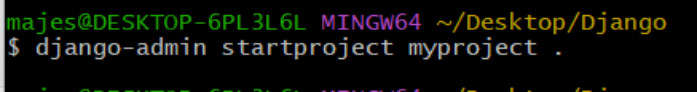 majes@DESKTOP-6PL3L6L MINGW64 ~/Desktop/Django
$ django-admin startproject myproject .